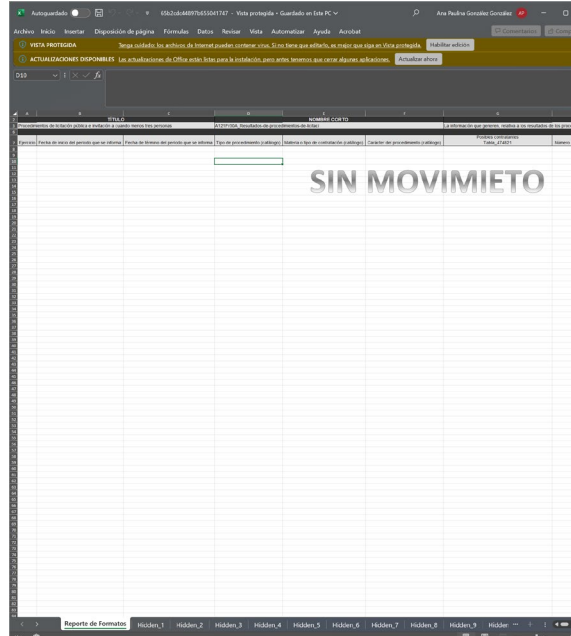 Autoguardado 65b2cdc44897b655041747 - Vista protegida • Guardado en Este PC Ana Paulina González González AP
Archivo Inicio Insertar Disposición de página Fórmulas Datos Revisar Vista Automatizar Ayuda Acrobat Comentarios
VISTA PROTEGIDA Tenga cuidado: los archivos de Internet pueden contener virus. Si no tiene que editarlo, es mejor que siga en Vista protegida. Habilitar edición
ACTUALIZACIONES DISPONIBLES Las actualizaciones de Office están listas para la instalación, pero antes tenemos que cerrar algunas aplicaciones. Actualizar ahora
D10 fx
TÍTULO NOMBRE CORTO
Procedimientos de licitación pública e invitación a cuando menos tres personas La información que generen, relativa a los resultados de los
Posibles contratantes
Ejercicio Fecha de inicio del periodo que se informa Fecha de término del periodo que se informa Tipo de procedimiento (catálogo) Materia o tipo de contratación (catálogo) Carácter del procedimiento (catálogo) Tabla_474801 Número
SIN MOVIMIETO
Reporte de Formatos Hidden_1 Hidden_2 Hidden_3 Hidden_4 Hidden_5 Hidden_6 Hidden_7 Hidden_8 Hidden_9 Hidden ...